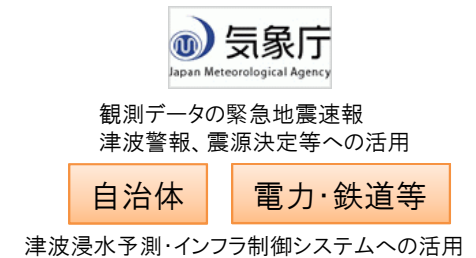 気象庁
Japan Meteorological Agency
観測データの緊急地震速報
津波警報、震源決定等への活用
自治体
電力・鉄道等
津波浸水予測・インフラ制御システムへの活用